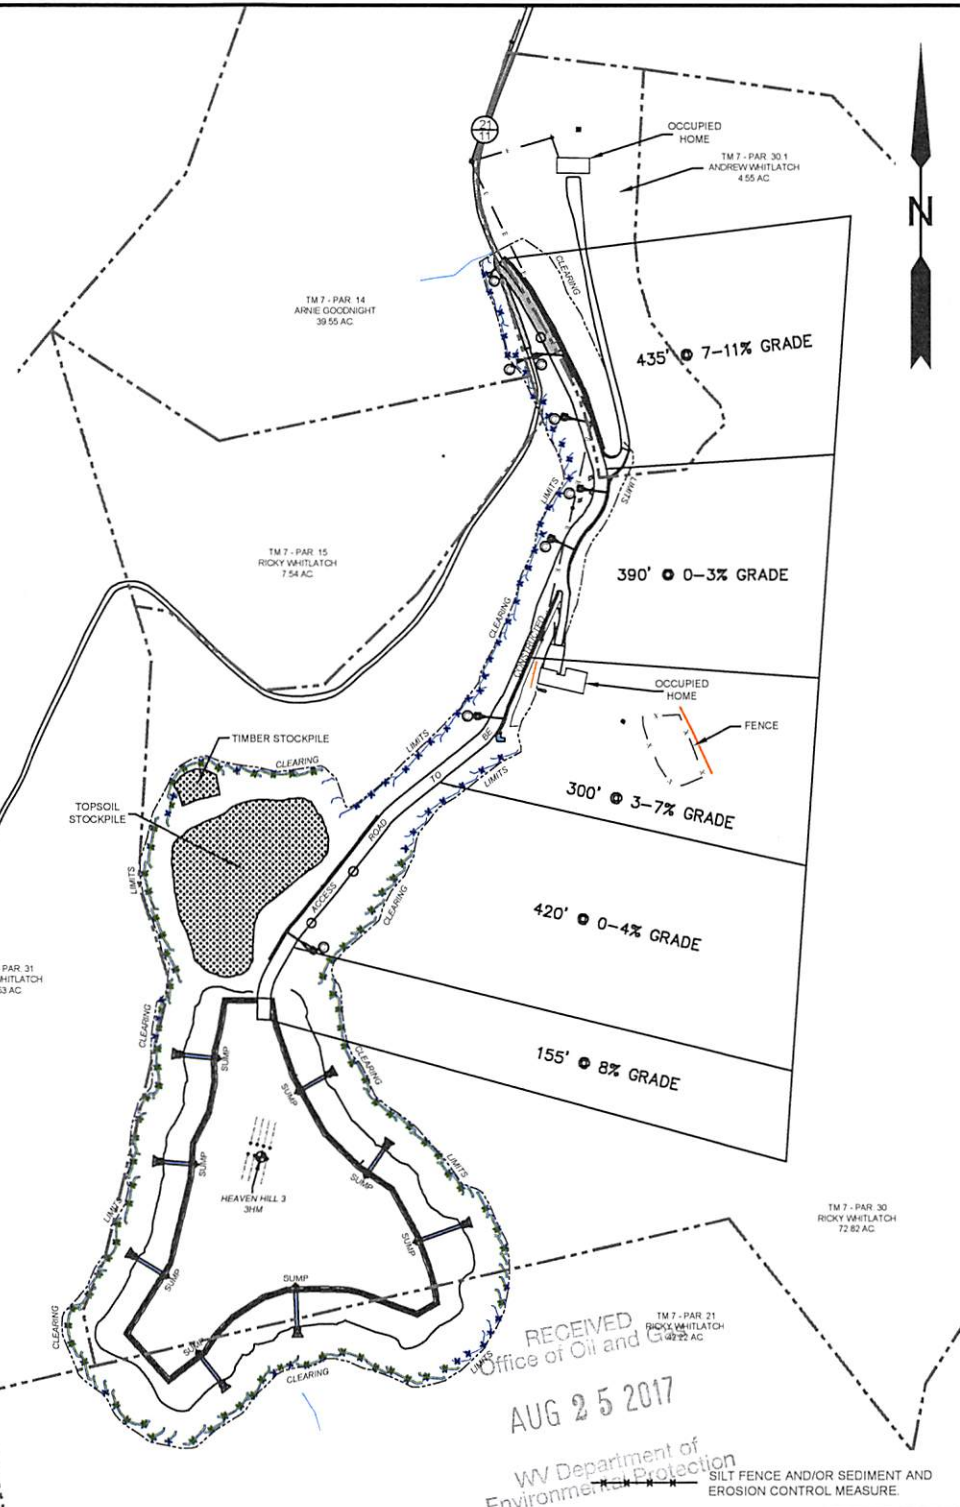 21
11
OCCUPIED
HOME
TM 7 - PAR. 30.1
ANDREW WHITLATCH
4.55 AC
N
CLEARING
TM 7 - PAR. 14
ARNIE GOODNIGHT
39.55 AC
435' @ 7-11% GRADE
LIMITS
LIMITS
TM 7 - PAR. 15
RICKY WHITLATCH
7.54 AC
390' @ 0-3% GRADE
CLEARING
CONSTRUCTED
OCCUPIED
HOME
FENCE
TIMBER STOCKPILE
LIMITS
BE
CLEARING
TO
LIMITS
300' @ 3-7% GRADE
TOPSOIL
STOCKPILE
ROAD
LIMITS
ACCESS
CLEARING
420' @ 0-4% GRADE
PAR. 31
HITLATCH
53 AC
CLEARING
CLEARING
155' @ 8% GRADE
SUMP
SUMP
SUMP
SUMP
LIMITS
HEAVEN HILL 3
3HM
LIMITS
TM 7 - PAR. 30
RICKY WHITLATCH
72.82 AC
SUMP
SUMP
SUMP
CLEARING
SUMP
LIMITS
CLEARING
TM 7 - PAR. 21
RICKY WHITLATCH
42.22 AC
RECEIVED
Office of Oil and Gas
AUG 25 2017
WV Department of
Environmental Protection
SILT FENCE AND/OR SEDIMENT AND
EROSION CONTROL MEASURE.